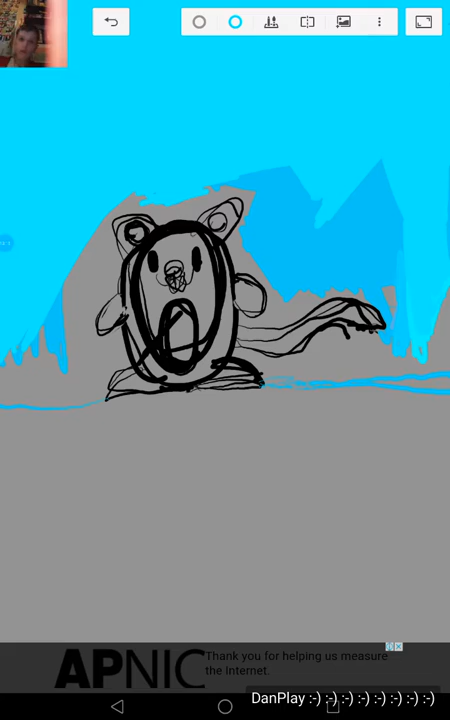 APNIC
Thank you for helping us measure
the Internet.
DanPlay :-) :-) :-) :-) :-) :-) :-) :-)